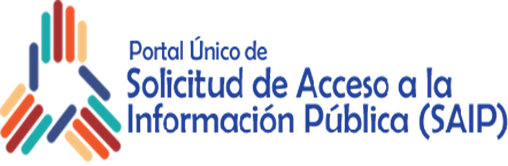 Portal Único de
Solicitud de Acceso a la
Información Pública (SAIP)